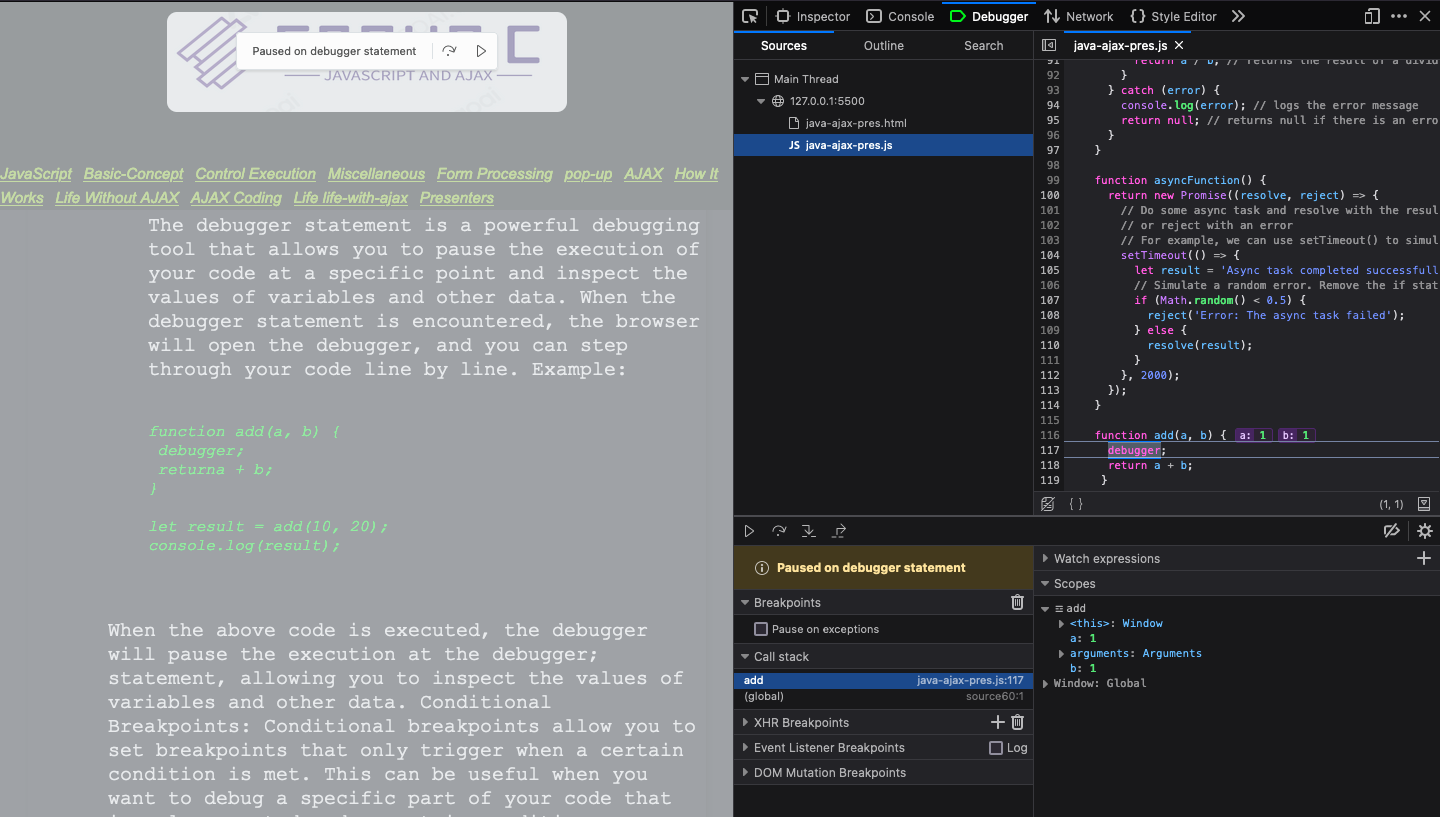 Paused on debugger statement
JAVASCRIPT AND AJAX
JavaScript Basic-Concept Control Execution Miscellaneous Form Processing pop-up AJAX How It
Works Life Without AJAX AJAX Coding Life life-with-ajax Presenters
The debugger statement is a powerful debugging
tool that allows you to pause the execution of
your code at a specific point and inspect the
values of variables and other data. When the
debugger statement is encountered, the browser
will open the debugger, and you can step
through your code line by line. Example:
function add(a, b) {
debugger;
returna + b;
}
let result = add(10, 20);
console.log(result);
When the above code is executed, the debugger
will pause the execution at the debugger;
statement, allowing you to inspect the values of
variables and other data. Conditional
Breakpoints: Conditional breakpoints allow you to
set breakpoints that only trigger when a certain
condition is met. This can be useful when you
want to debug a specific part of your code that
Inspector Console Debugger Network Style Editor
Sources Outline Search
Main Thread
127.0.0.1:5500
java-ajax-pres.html
JS java-ajax-pres.js
java-ajax-pres.js
91 return a / b; // returns the result of a divid
92 }
93 } catch (error) {
94 console.log(error); // logs the error message
95 return null; // returns null if there is an erro
96 }
97 }
98
99 function asyncFunction() {
100 return new Promise((resolve, reject) => {
101 // Do some async task and resolve with the resul
102 // or reject with an error
103 // For example, we can use setTimeout() to simul
104 setTimeout(() => {
105 let result = 'Async task completed successfull
106 // Simulate a random error. Remove the if stat
107 if (Math.random() < 0.5) {
108 reject('Error: The async task failed');
109 } else {
110 resolve(result);
111 }
112 }, 2000);
113 });
114 }
115
116 function add(a, b) { a: 1 b: 1
117 debugger;
118 return a + b;
119 }
{ } (1, 1)
Paused on debugger statement
Breakpoints
Pause on exceptions
Call stack
add java-ajax-pres.js:117
(global) source60:1
XHR Breakpoints
Event Listener Breakpoints Log
DOM Mutation Breakpoints
Watch expressions
Scopes
add
<this>: Window
a: 1
arguments: Arguments
b: 1
Window: Global